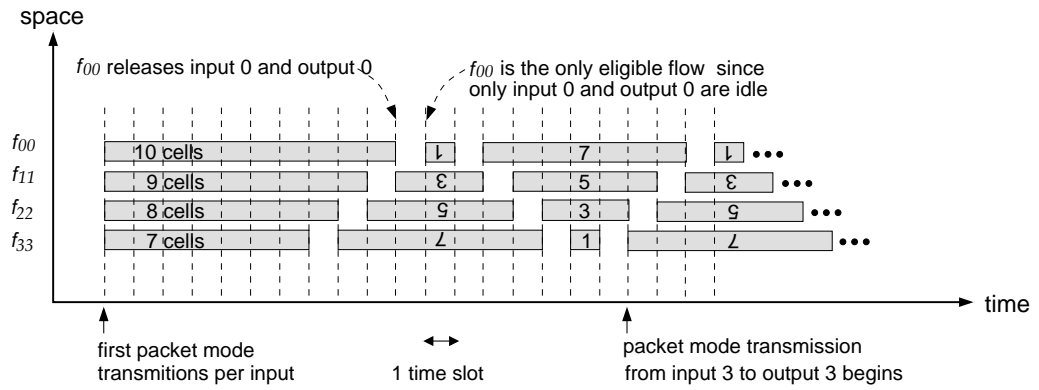 space
f00 releases input 0 and output 0
f00 is the only eligible flow since
only input 0 and output 0 are idle
f00 10 cells 1 7 1 •••
f11 9 cells 3 5 3 •••
f22 8 cells 5 3 5 •••
f33 7 cells 7 1 7 •••
time
first packet mode
transmitions per input
1 time slot
packet mode transmission
from input 3 to output 3 begins